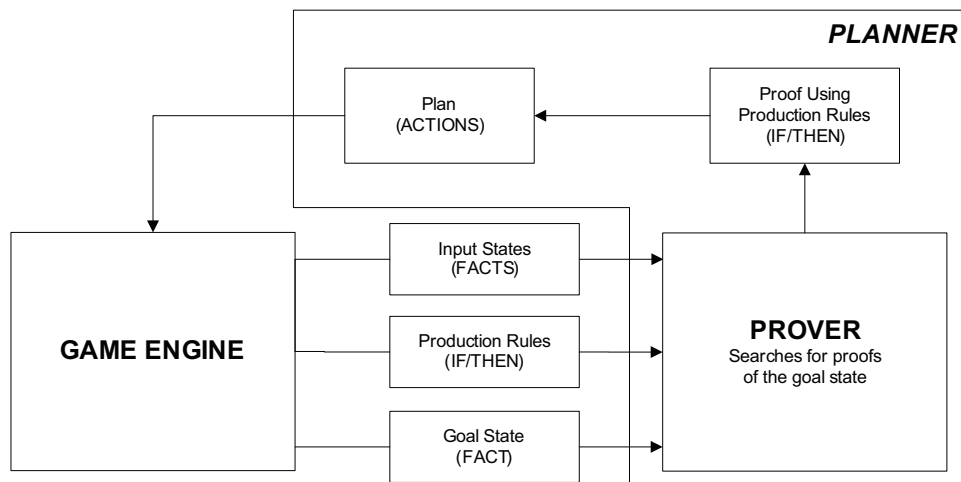 PLANNER
Plan
(ACTIONS)
Proof Using
Production Rules
(IF/THEN)
Input States
(FACTS)
GAME ENGINE
Production Rules
(IF/THEN)
PROVER
Searches for proofs
of the goal state
Goal State
(FACT)